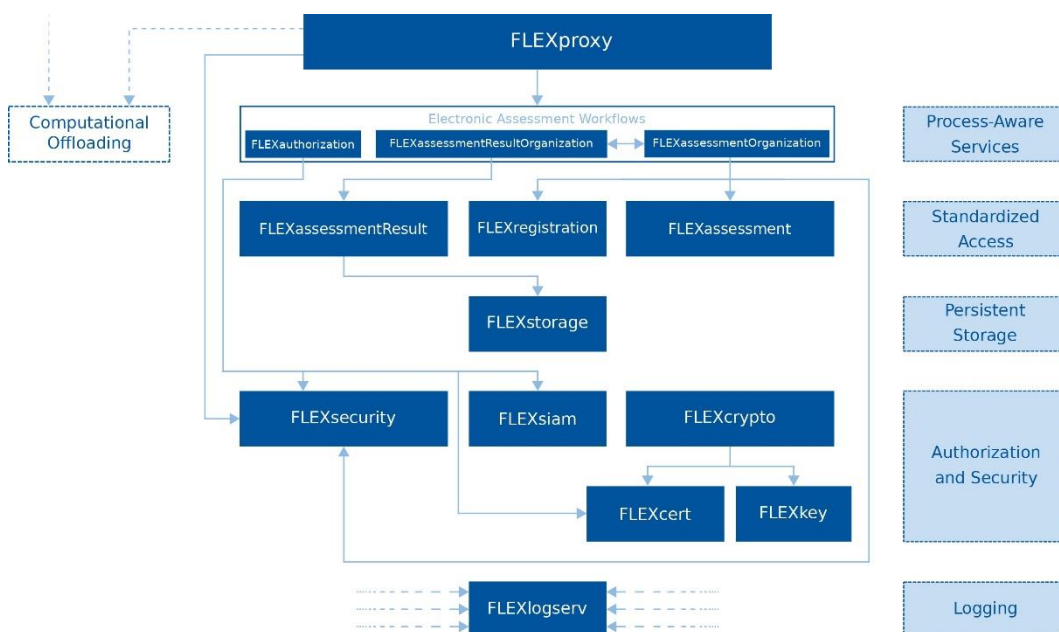 FLEXproxy
Computational
Offloading
Electronic Assessment Workflows
FLEXauthorization
FLEXassessmentResultOrganization
FLEXassessmentOrganization
Process-Aware
Services
FLEXassessmentResult
FLEXregistration
FLEXassessment
Standardized
Access
FLEXstorage
Persistent
Storage
FLEXsecurity
FLEXsiam
FLEXcrypto
FLEXcert
FLEXkey
Authorization
and Security
FLEXlogserv
Logging